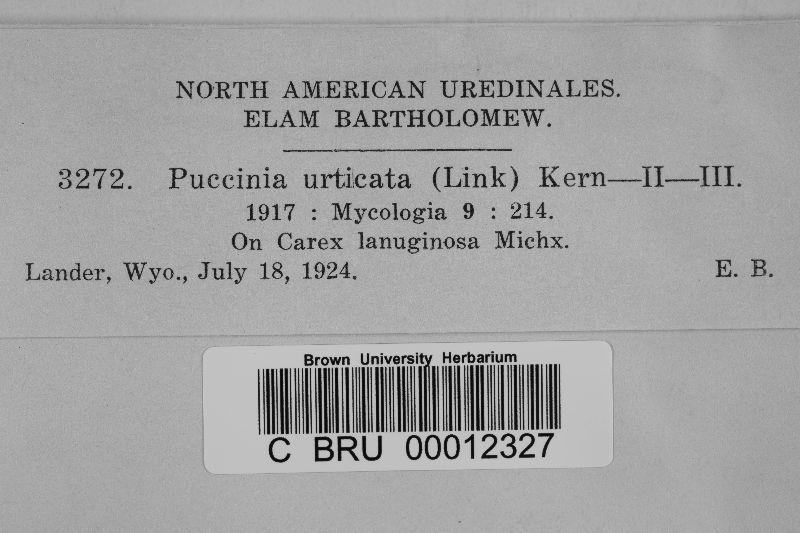 NORTH AMERICAN UREDINALES.
ELAM BARTHOLOMEW.
3272. Puccinia urticata (Link) Kern—II—III.
1917 : Mycologia 9 : 214.
On Carex lanuginosa Michx.
Lander, Wyo., July 18, 1924. E. B.
Brown University Herbarium
C BRU 00012327